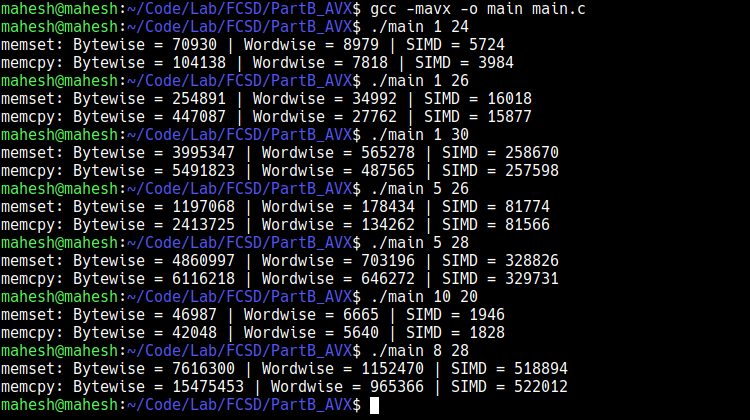 mahesh@mahesh:~/Code/Lab/FCSD/PartB_AVX$ gcc -mavx -o main main.c
mahesh@mahesh:~/Code/Lab/FCSD/PartB_AVX$ ./main 1 24
memset: Bytewise = 70930 | Wordwise = 8979 | SIMD = 5724
memcpy: Bytewise = 104138 | Wordwise = 7818 | SIMD = 3984
mahesh@mahesh:~/Code/Lab/FCSD/PartB_AVX$ ./main 1 26
memset: Bytewise = 254891 | Wordwise = 34992 | SIMD = 16018
memcpy: Bytewise = 447087 | Wordwise = 27762 | SIMD = 15877
mahesh@mahesh:~/Code/Lab/FCSD/PartB_AVX$ ./main 1 30
memset: Bytewise = 3995347 | Wordwise = 565278 | SIMD = 258670
memcpy: Bytewise = 5491823 | Wordwise = 487565 | SIMD = 257598
mahesh@mahesh:~/Code/Lab/FCSD/PartB_AVX$ ./main 5 26
memset: Bytewise = 1197068 | Wordwise = 178434 | SIMD = 81774
memcpy: Bytewise = 2413725 | Wordwise = 134262 | SIMD = 81566
mahesh@mahesh:~/Code/Lab/FCSD/PartB_AVX$ ./main 5 28
memset: Bytewise = 4860997 | Wordwise = 703196 | SIMD = 328826
memcpy: Bytewise = 6116218 | Wordwise = 646272 | SIMD = 329731
mahesh@mahesh:~/Code/Lab/FCSD/PartB_AVX$ ./main 10 20
memset: Bytewise = 46987 | Wordwise = 6665 | SIMD = 1946
memcpy: Bytewise = 42048 | Wordwise = 5640 | SIMD = 1828
mahesh@mahesh:~/Code/Lab/FCSD/PartB_AVX$ ./main 8 28
memset: Bytewise = 7616300 | Wordwise = 1152470 | SIMD = 518894
memcpy: Bytewise = 15475453 | Wordwise = 965366 | SIMD = 522012
mahesh@mahesh:~/Code/Lab/FCSD/PartB_AVX$